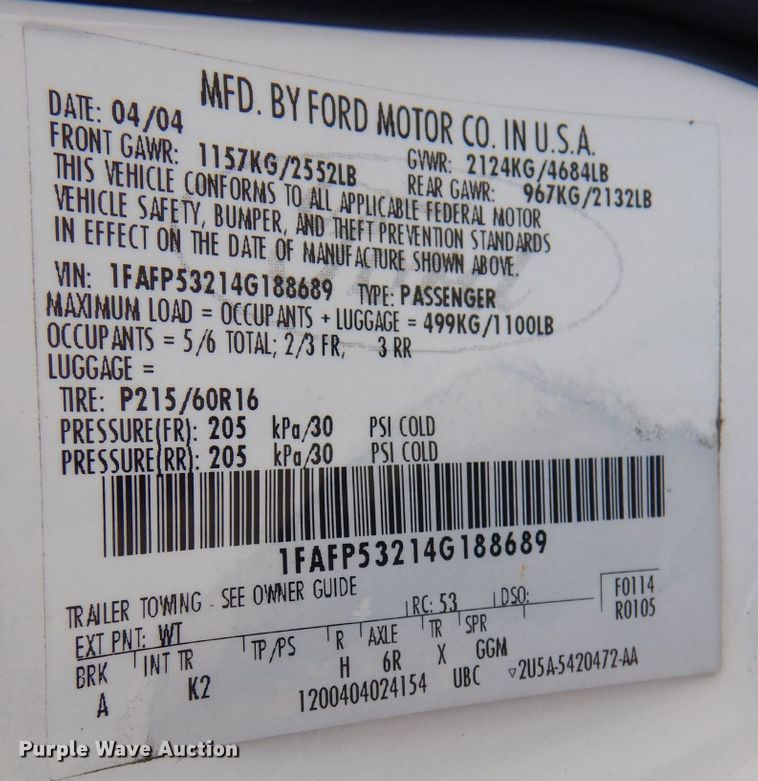 MFD. BY FORD MOTOR CO. IN U.S.A.
DATE: 04/04 GVWR: 2124KG/4684LB
FRONT GAWR: 1157KG/2552LB REAR GAWR: 967KG/2132LB
THIS VEHICLE CONFORMS TO ALL APPLICABLE FEDERAL MOTOR
VEHICLE SAFETY, BUMPER, AND THEFT PREVENTION STANDARDS
IN EFFECT ON THE DATE OF MANUFACTURE SHOWN ABOVE.
VIN: 1FAFP53214G188689 TYPE: PASSENGER
MAXIMUM LOAD = OCCUPANTS + LUGGAGE = 499KG/1100LB
OCCUPANTS = 5/6 TOTAL; 2/3 FR, 3 RR
LUGGAGE =
TIRE: P215/60R16
PRESSURE(FR): 205 kPa/30 PSI COLD
PRESSURE(RR): 205 kPa/30 PSI COLD
1FAFP53214G188689
TRAILER TOWING - SEE OWNER GUIDE
EXT PNT: WT RC: 53 DSO: F0114
R0105
BRK INT TR TP/PS R AXLE TR SPR
A K2 H 6R X GGM
1200404024154 UBC ▽2U5A-5420472-AA
Purple Wave Auction